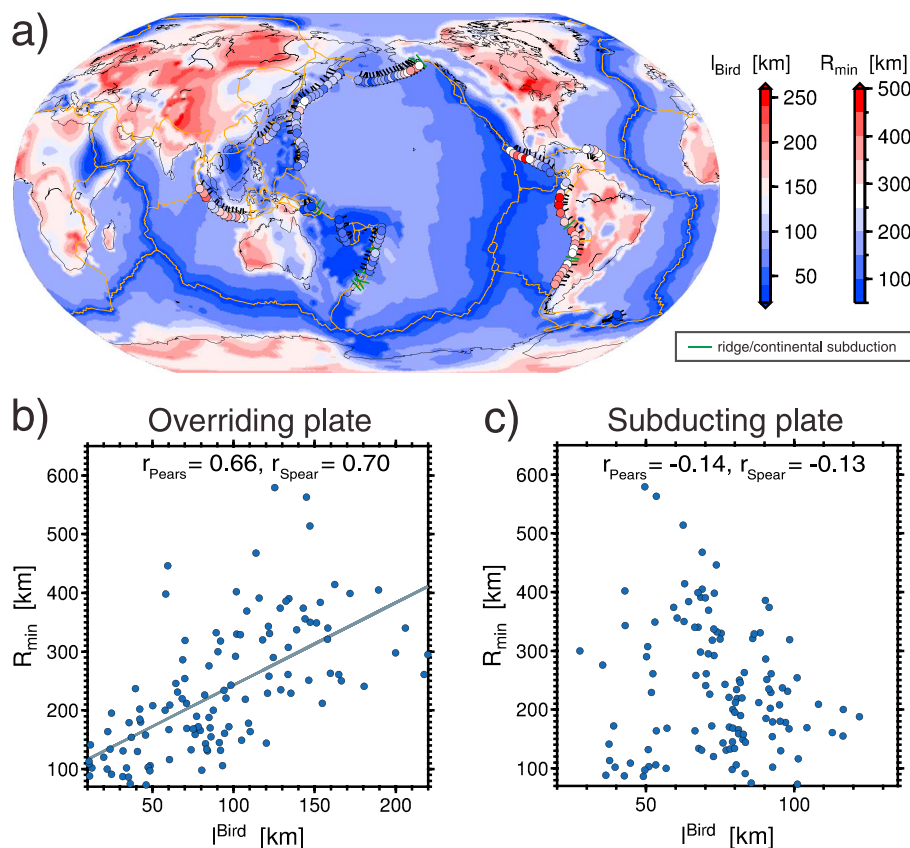 a)
l_Bird [km] R_min [km]
250
200
150
100
50
500
400
300
200
100
ridge/continental subduction
b) Overriding plate
r_Pears = 0.66, r_Spear = 0.70
R_min [km]
600
500
400
300
200
100
50 100 150 200
l^Bird [km]
c) Subducting plate
r_Pears = -0.14, r_Spear = -0.13
R_min [km]
600
500
400
300
200
100
50 100
l^Bird [km]